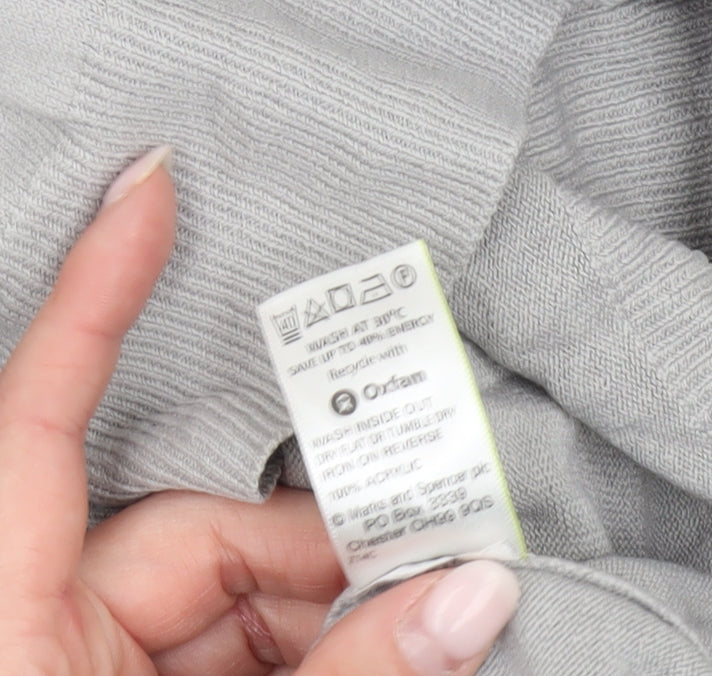 40
F
WASH AT 30°C
SAVE UP TO 40% ENERGY
Recycle with
Oxfam
WASH INSIDE OUT
DRY FLAT OR TUMBLE DRY
IRON ON REVERSE
100% ACRYLIC
© Marks and Spencer plc
PO Box 3339
Chester CH99 9QS